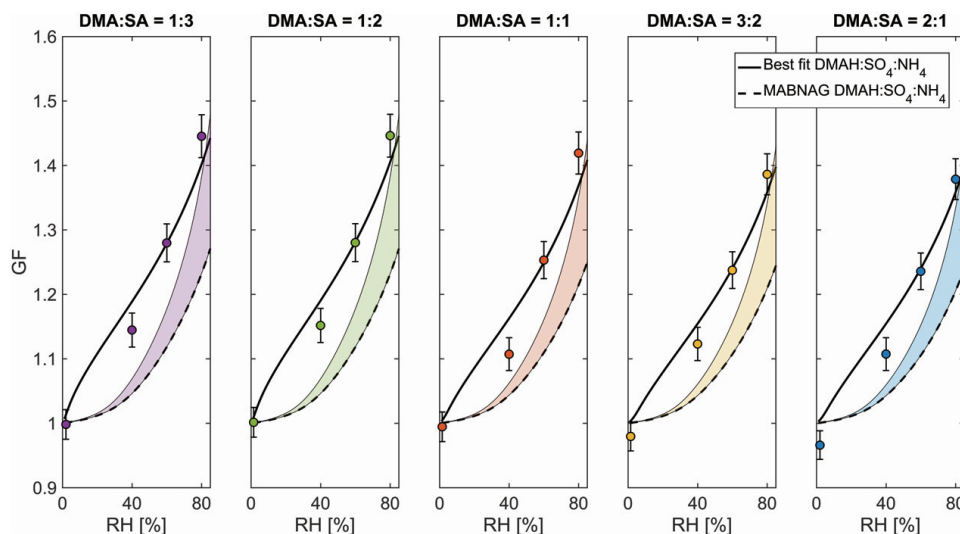 DMA:SA = 1:3 DMA:SA = 1:2 DMA:SA = 1:1 DMA:SA = 3:2 DMA:SA = 2:1
1.6
Best fit DMAH:SO4:NH4
MABNAG DMAH:SO4:NH4
1.5
1.4
1.3
GF
1.2
1.1
1
0.9
0 40 80 0 40 80 0 40 80 0 40 80 0 40 80
RH [%] RH [%] RH [%] RH [%] RH [%]